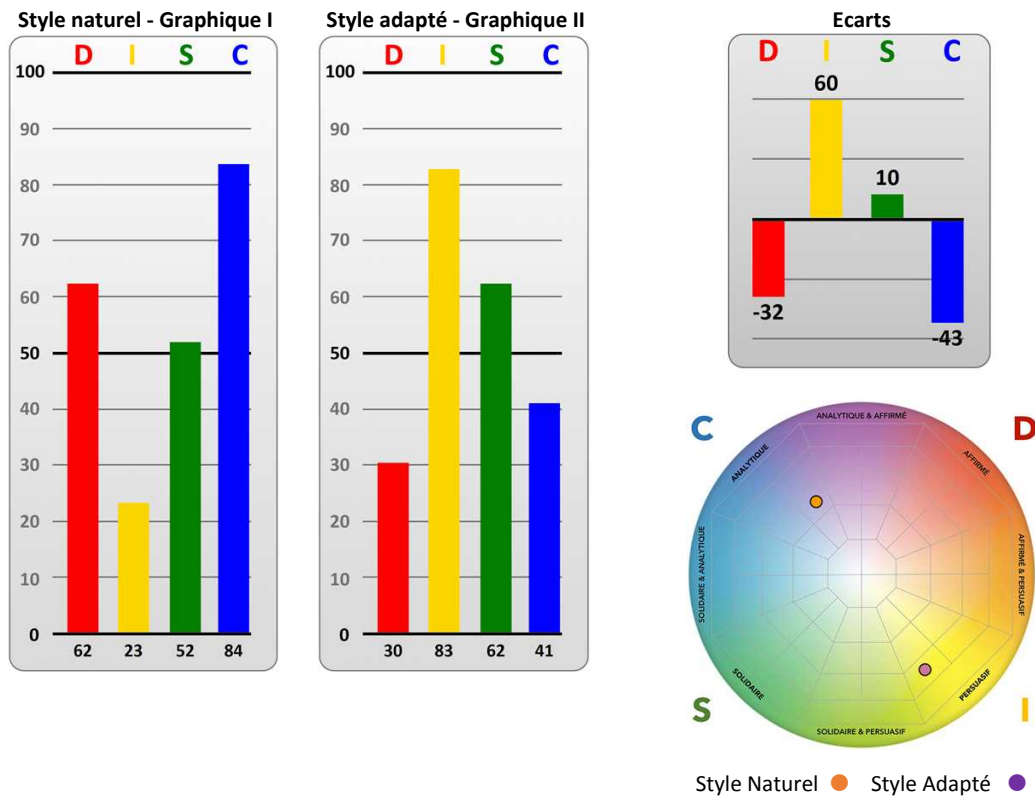 Style naturel - Graphique I
D I S C
100
90
80
70
60
50
40
30
20
10
0
62 23 52 84
Style adapté - Graphique II
D I S C
100
90
80
70
60
50
40
30
20
10
0
30 83 62 41
Ecarts
D I S C
60
10
-32
-43
C D
ANALYTIQUE & AFFIRMÉ
ANALYTIQUE
AFFIRMÉ
SOLIDAIRE & ANALYTIQUE
AFFIRMÉ & PERSUASIF
SOLIDAIRE
PERSUASIF
SOLIDAIRE & PERSUASIF
S I
Style Naturel Style Adapté